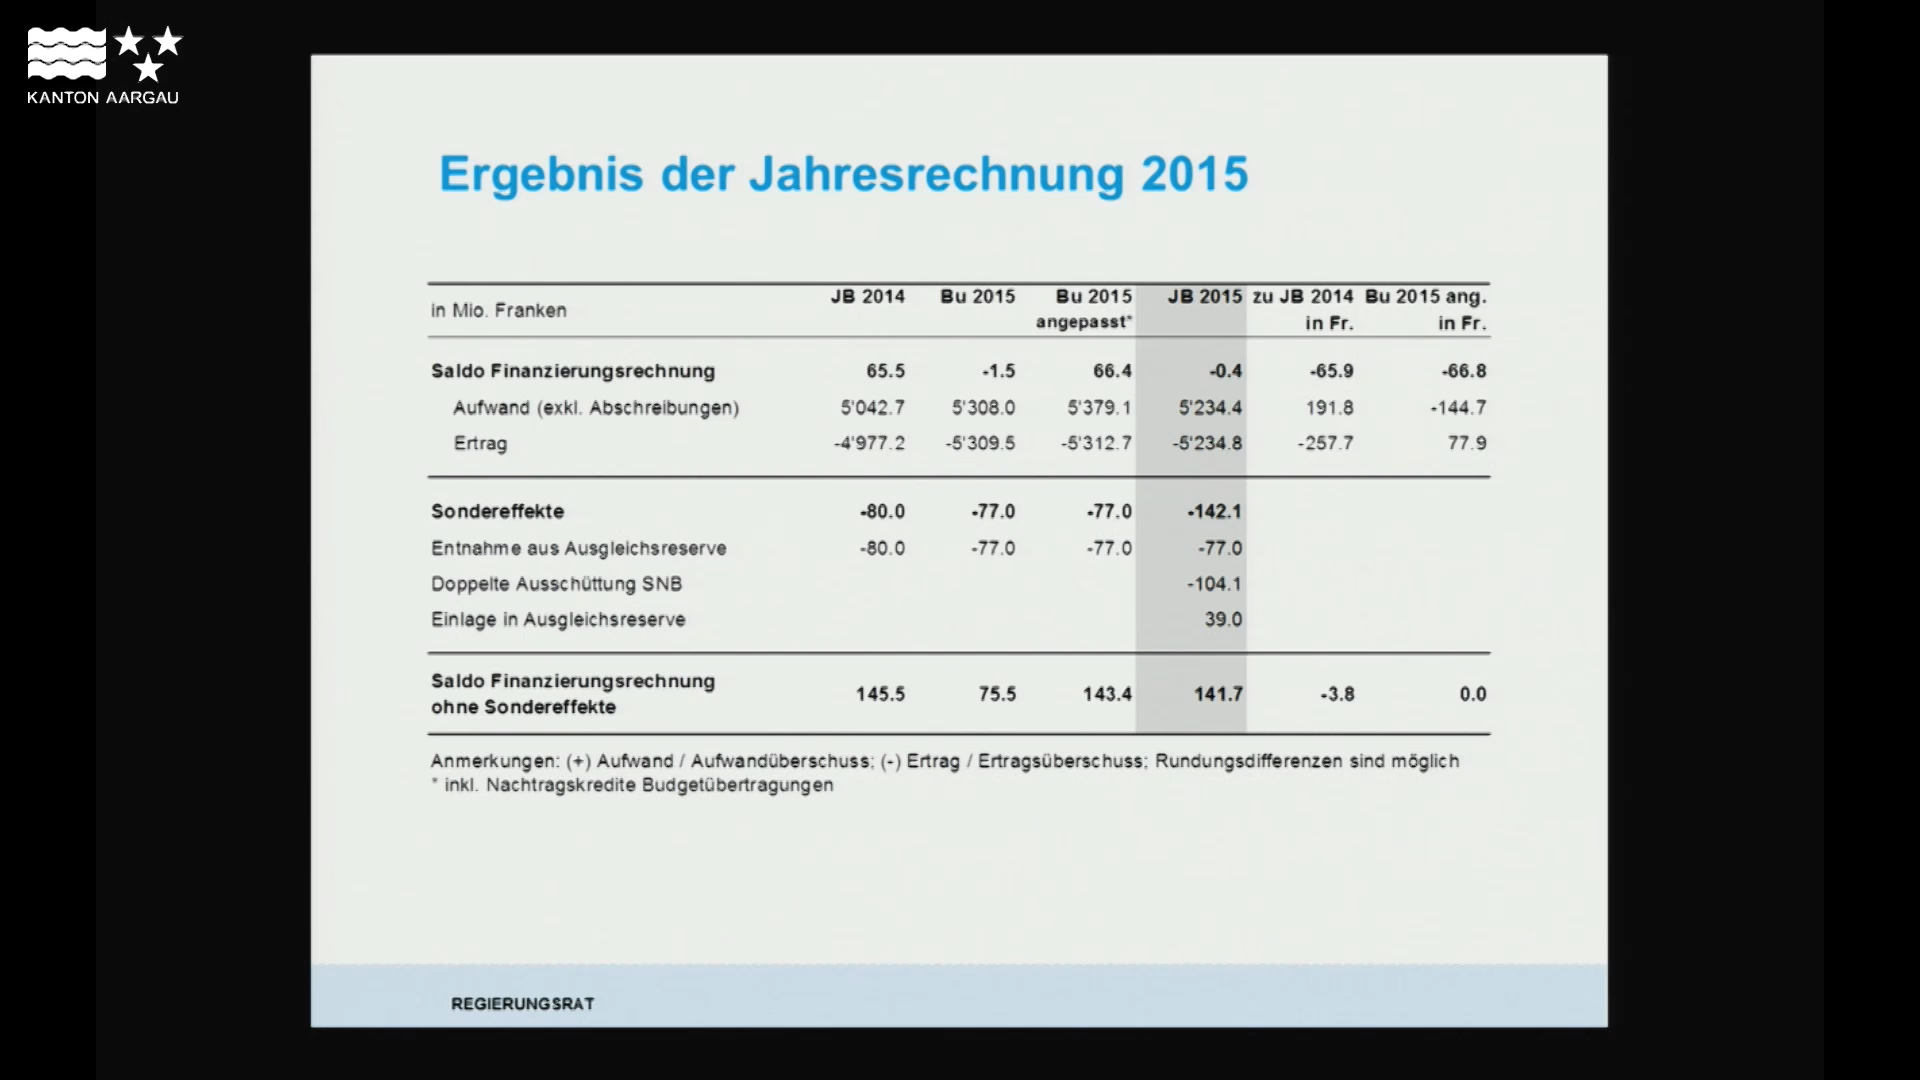 KANTON AARGAU
Ergebnis der Jahresrechnung 2015
in Mio. Franken JB 2014 Bu 2015 Bu 2015 angepasst* JB 2015 zu JB 2014 in Fr. Bu 2015 ang. in Fr.
Saldo Finanzierungsrechnung 65.5 -1.5 66.4 -0.4 -65.9 -66.8
Aufwand (exkl. Abschreibungen) 5'042.7 5'308.0 5'379.1 5'234.4 191.8 -144.7
Ertrag -4'977.2 -5'309.5 -5'312.7 -5'234.8 -257.7 77.9
Sondereffekte -80.0 -77.0 -77.0 -142.1
Entnahme aus Ausgleichsreserve -80.0 -77.0 -77.0 -77.0
Doppelte Ausschüttung SNB -104.1
Einlage in Ausgleichsreserve 39.0
Saldo Finanzierungsrechnung
ohne Sondereffekte 145.5 75.5 143.4 141.7 -3.8 0.0
Anmerkungen: (+) Aufwand / Aufwandüberschuss; (-) Ertrag / Ertragsüberschuss; Rundungsdifferenzen sind möglich
* inkl. Nachtragskredite Budgetübertragungen
REGIERUNGSRAT